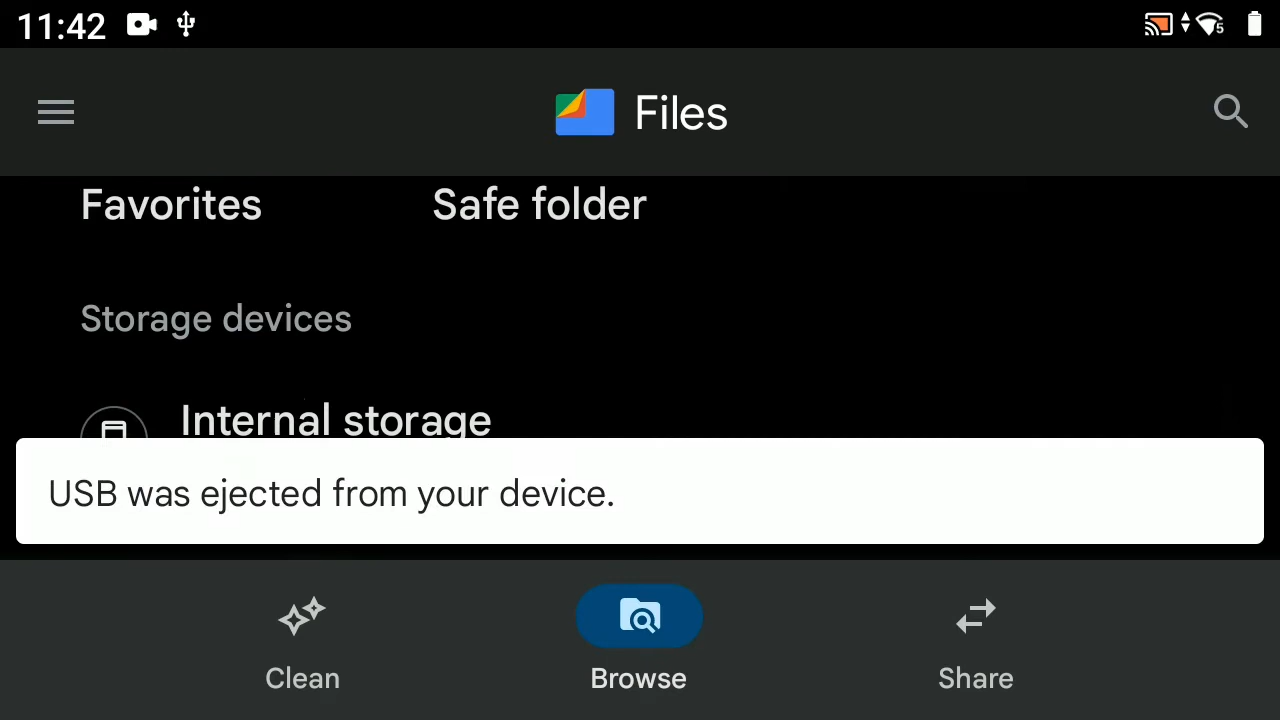 11:42
5
Files
Favorites Safe folder
Storage devices
Internal storage
USB was ejected from your device.
Clean Browse Share